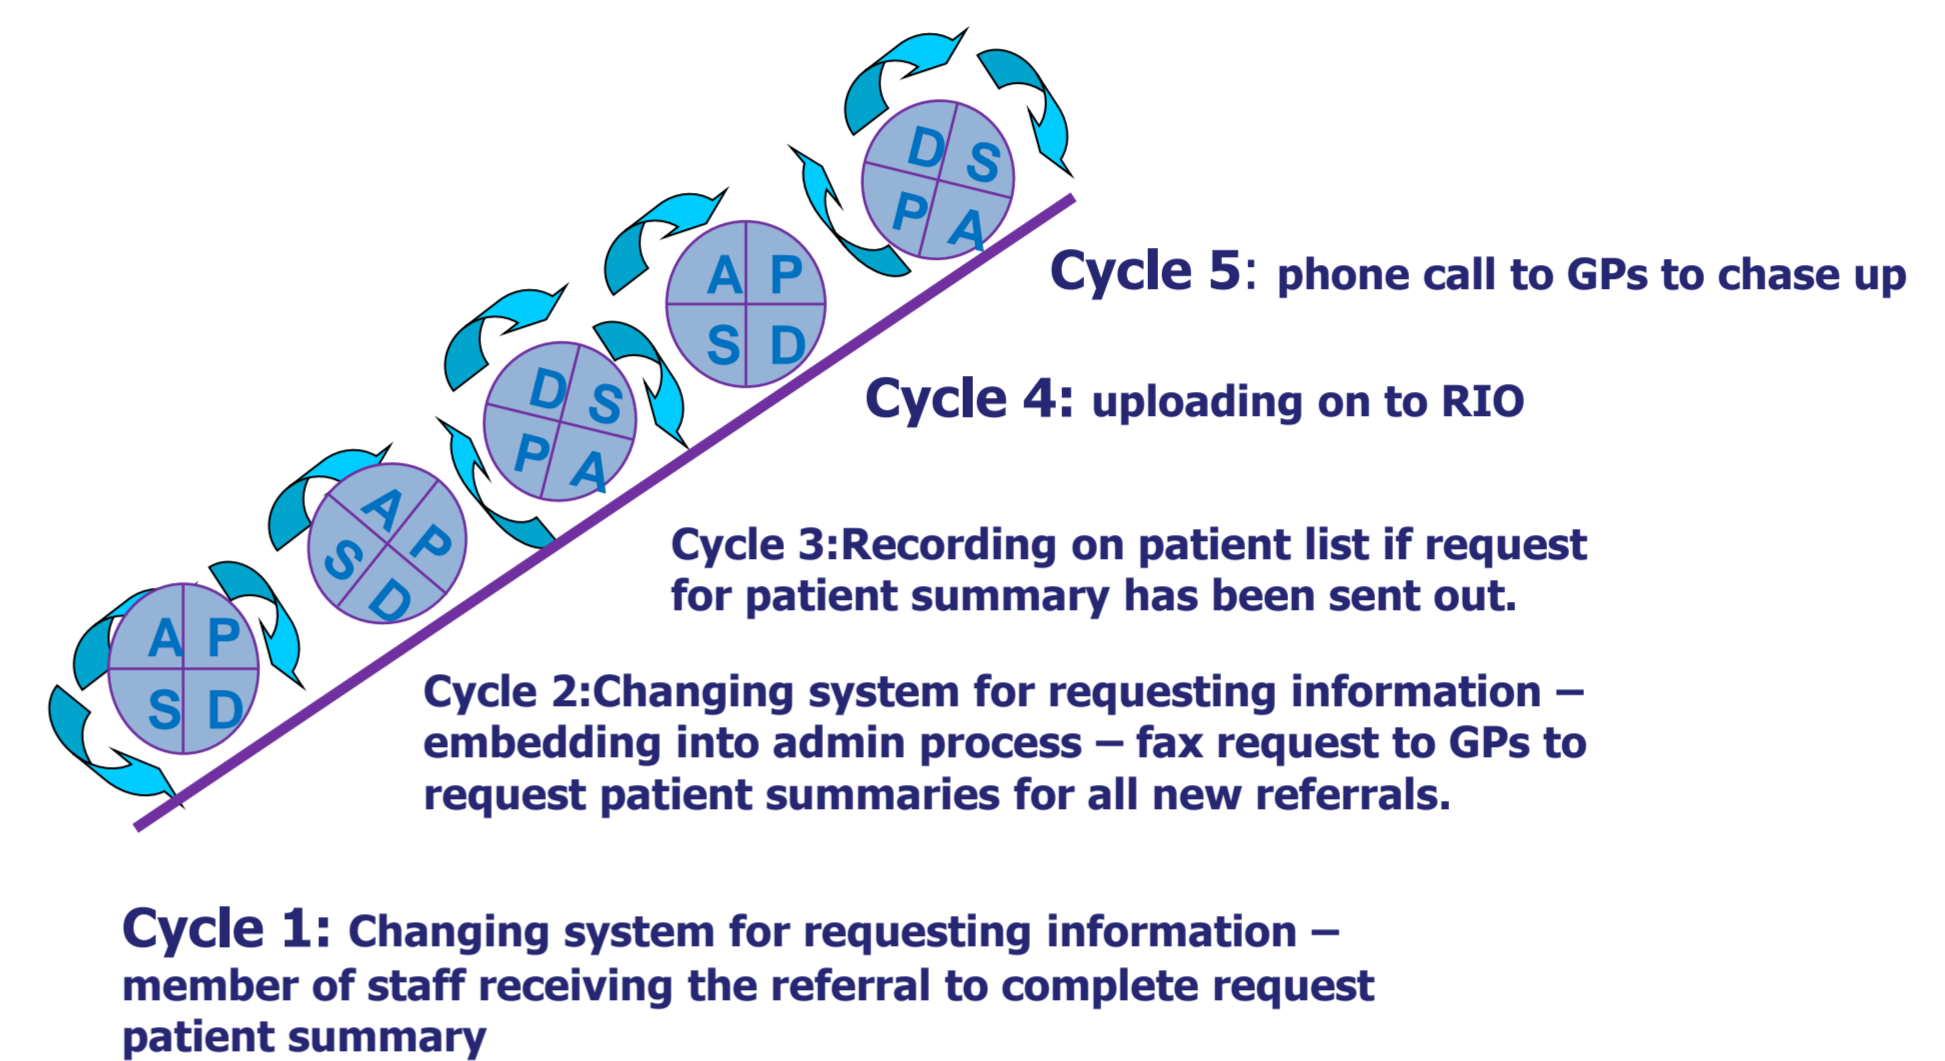 D S
P A
A P
S D
D S
P A
A P
S D
A P
S D
Cycle 5: phone call to GPs to chase up
Cycle 4: uploading on to RIO
Cycle 3:Recording on patient list if request
for patient summary has been sent out.
Cycle 2:Changing system for requesting information –
embedding into admin process – fax request to GPs to
request patient summaries for all new referrals.
Cycle 1: Changing system for requesting information –
member of staff receiving the referral to complete request
patient summary